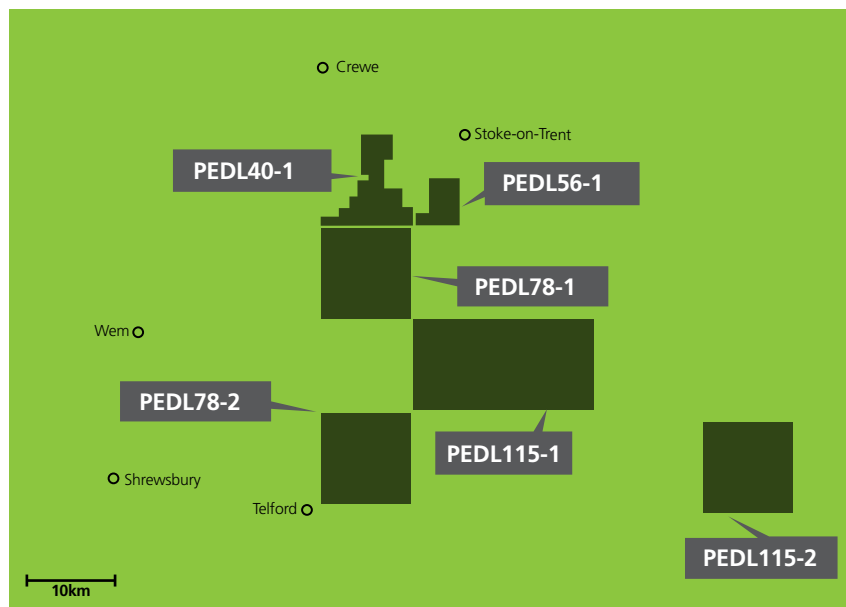 Crewe
Stoke-on-Trent
PEDL40-1
PEDL56-1
PEDL78-1
Wem
PEDL78-2
PEDL115-1
Shrewsbury
Telford
PEDL115-2
10km